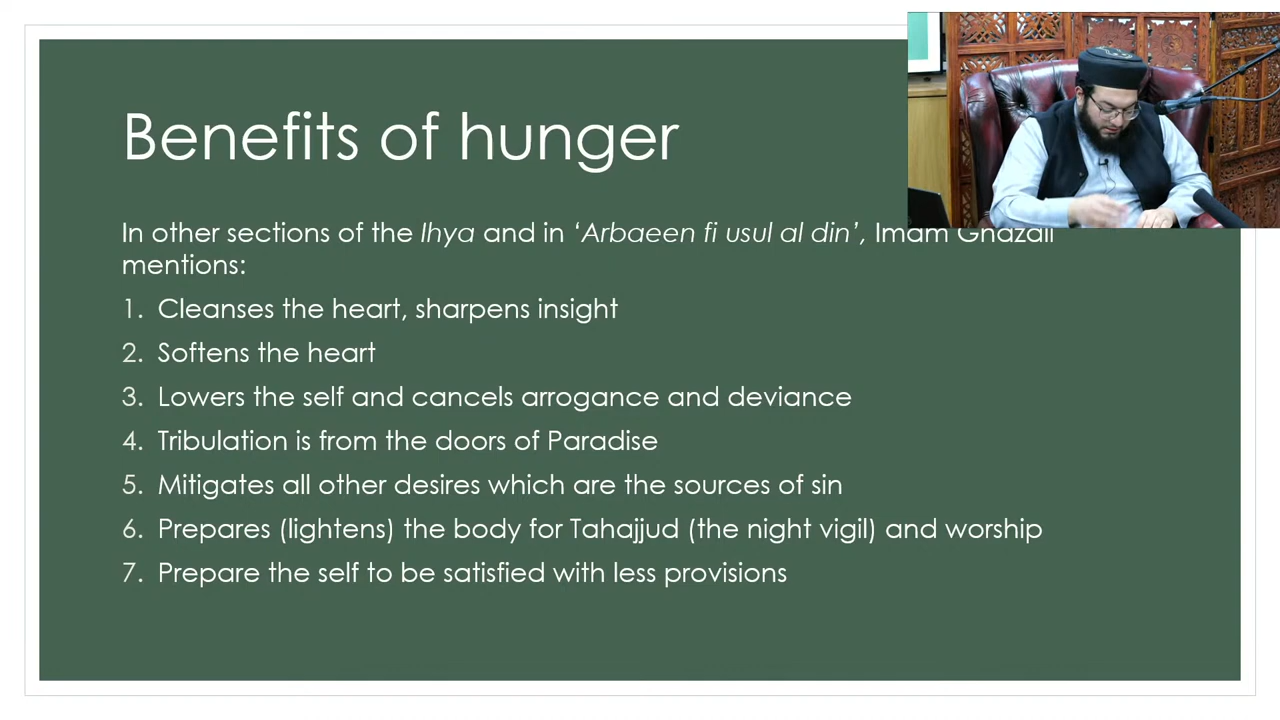 Benefits of hunger
In other sections of the Ihya and in ‘Arbaeen fi usul al din’, Imam Ghazali
mentions:
1. Cleanses the heart, sharpens insight
2. Softens the heart
3. Lowers the self and cancels arrogance and deviance
4. Tribulation is from the doors of Paradise
5. Mitigates all other desires which are the sources of sin
6. Prepares (lightens) the body for Tahajjud (the night vigil) and worship
7. Prepare the self to be satisfied with less provisions